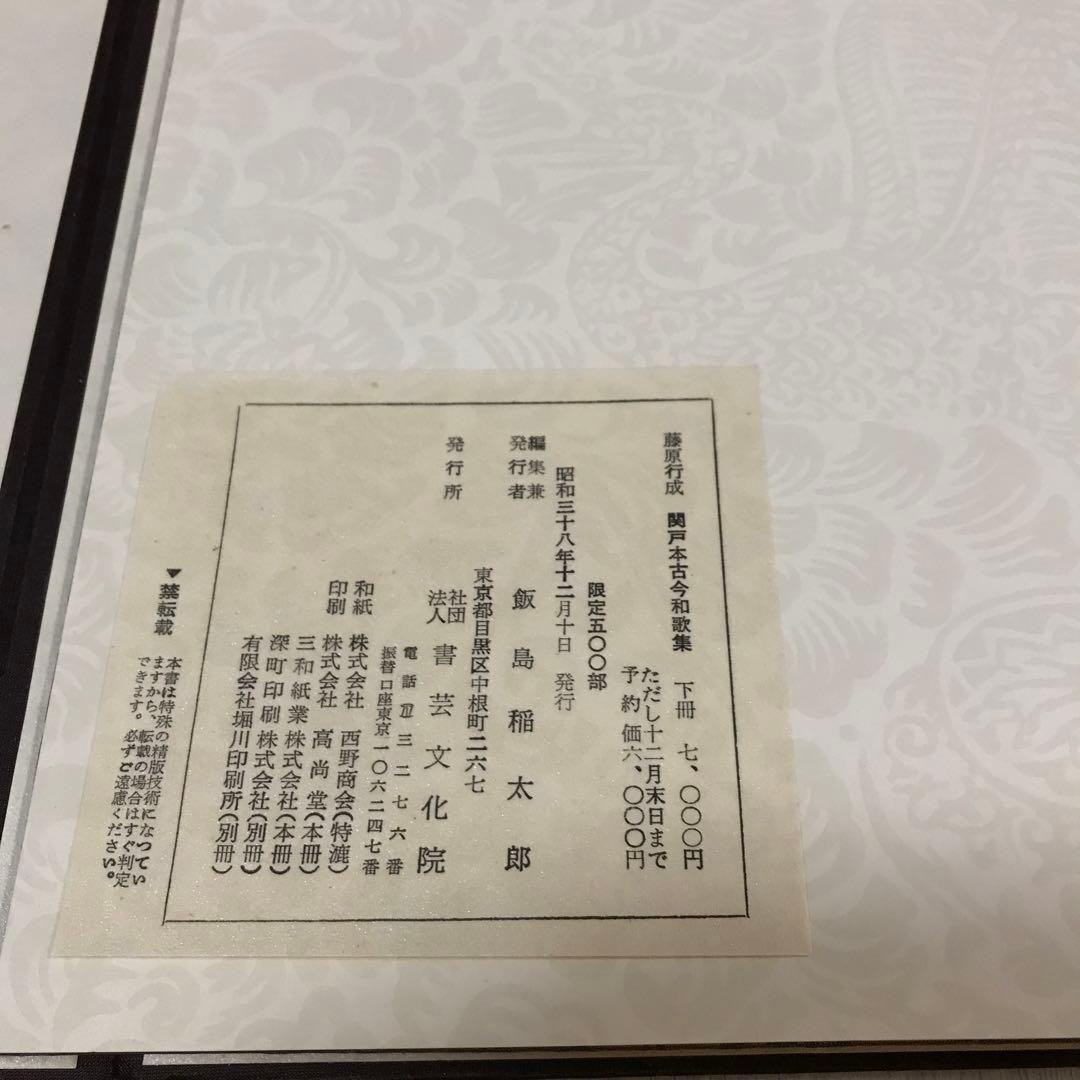 藤原行成 関戸本古今和歌集 下冊 七、〇〇〇円
ただし十二月末日まで
予約価六、〇〇〇円
限定五〇〇部
昭和三十八年十二月十日 発行
編集兼
発行者 飯島稲太郎
東京都目黒区中根町二六七
発行所 社団法人 書芸文化院
電話 三二七六番
振替口座東京一〇六二四七番
和紙 株式会社 西野商会(特漉)
印刷 株式会社 高尚堂(本冊)
三和紙業株式会社(本冊)
深町印刷株式会社(別冊)
有限会社堀川印刷所(別冊)
▼禁転載 本書は特殊の精版技術になつてい
ますから、転載の場合はすぐ判定
できます。必ずご遠慮ください。